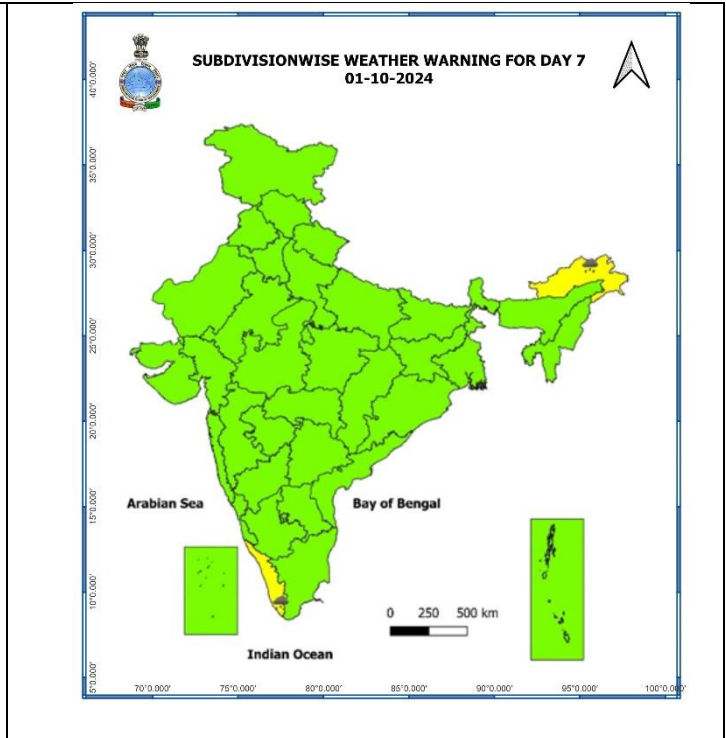 SUBDIVISIONWISE WEATHER WARNING FOR DAY 7
01-10-2024
40°0.000'
35°0.000'
30°0.000'
25°0.000'
20°0.000'
15°0.000'
10°0.000'
5°0.000'
Arabian Sea
Bay of Bengal
0 250 500 km
Indian Ocean
70°0.000' 75°0.000' 80°0.000' 85°0.000' 90°0.000' 95°0.000' 100°0.000'